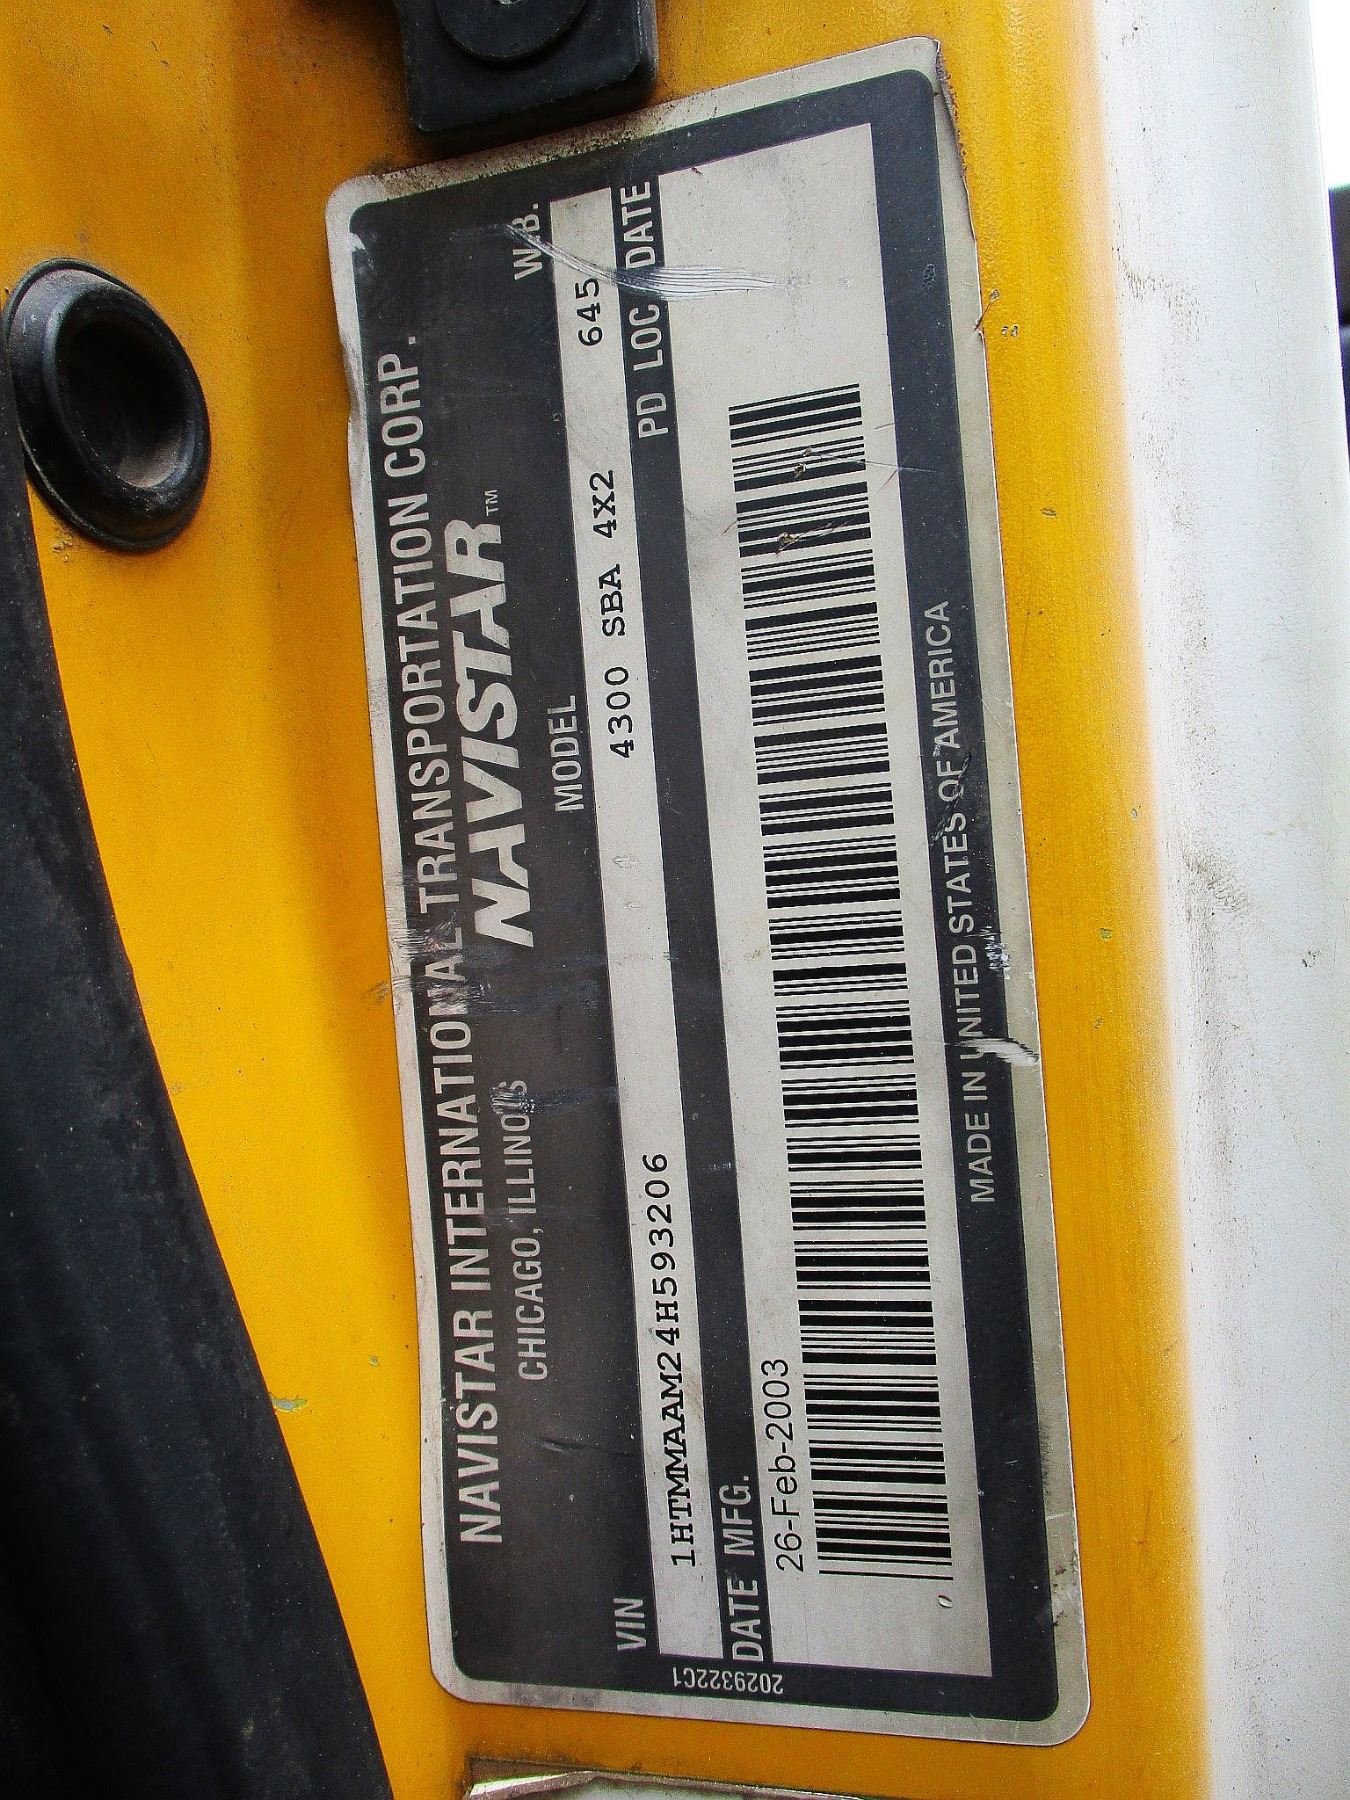 NAVISTAR INTERNATIONAL TRANSPORTATION CORP.
CHICAGO, ILLINOIS NAVISTAR™
VIN MODEL W.B.
1HTMMAAM24H593206 4300 SBA 4X2 645
DATE MFG. PD LOC DATE
26-Feb-2003
MADE IN UNITED STATES OF AMERICA
2029322C1